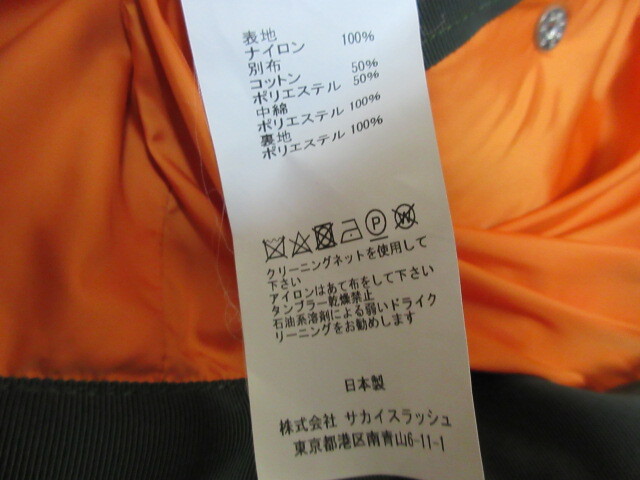 表地
ナイロン 100%
別布
コットン 50%
ポリエステル 50%
中綿
ポリエステル 100%
裏地
ポリエステル 100%
P W
クリーニングネットを使用して
下さい
アイロンはあて布をして下さい
タンブラー乾燥禁止
石油系溶剤による弱いドライク
リーニングをお勧めします
日本製
株式会社 サカイスラッシュ
東京都港区南青山6-11-1